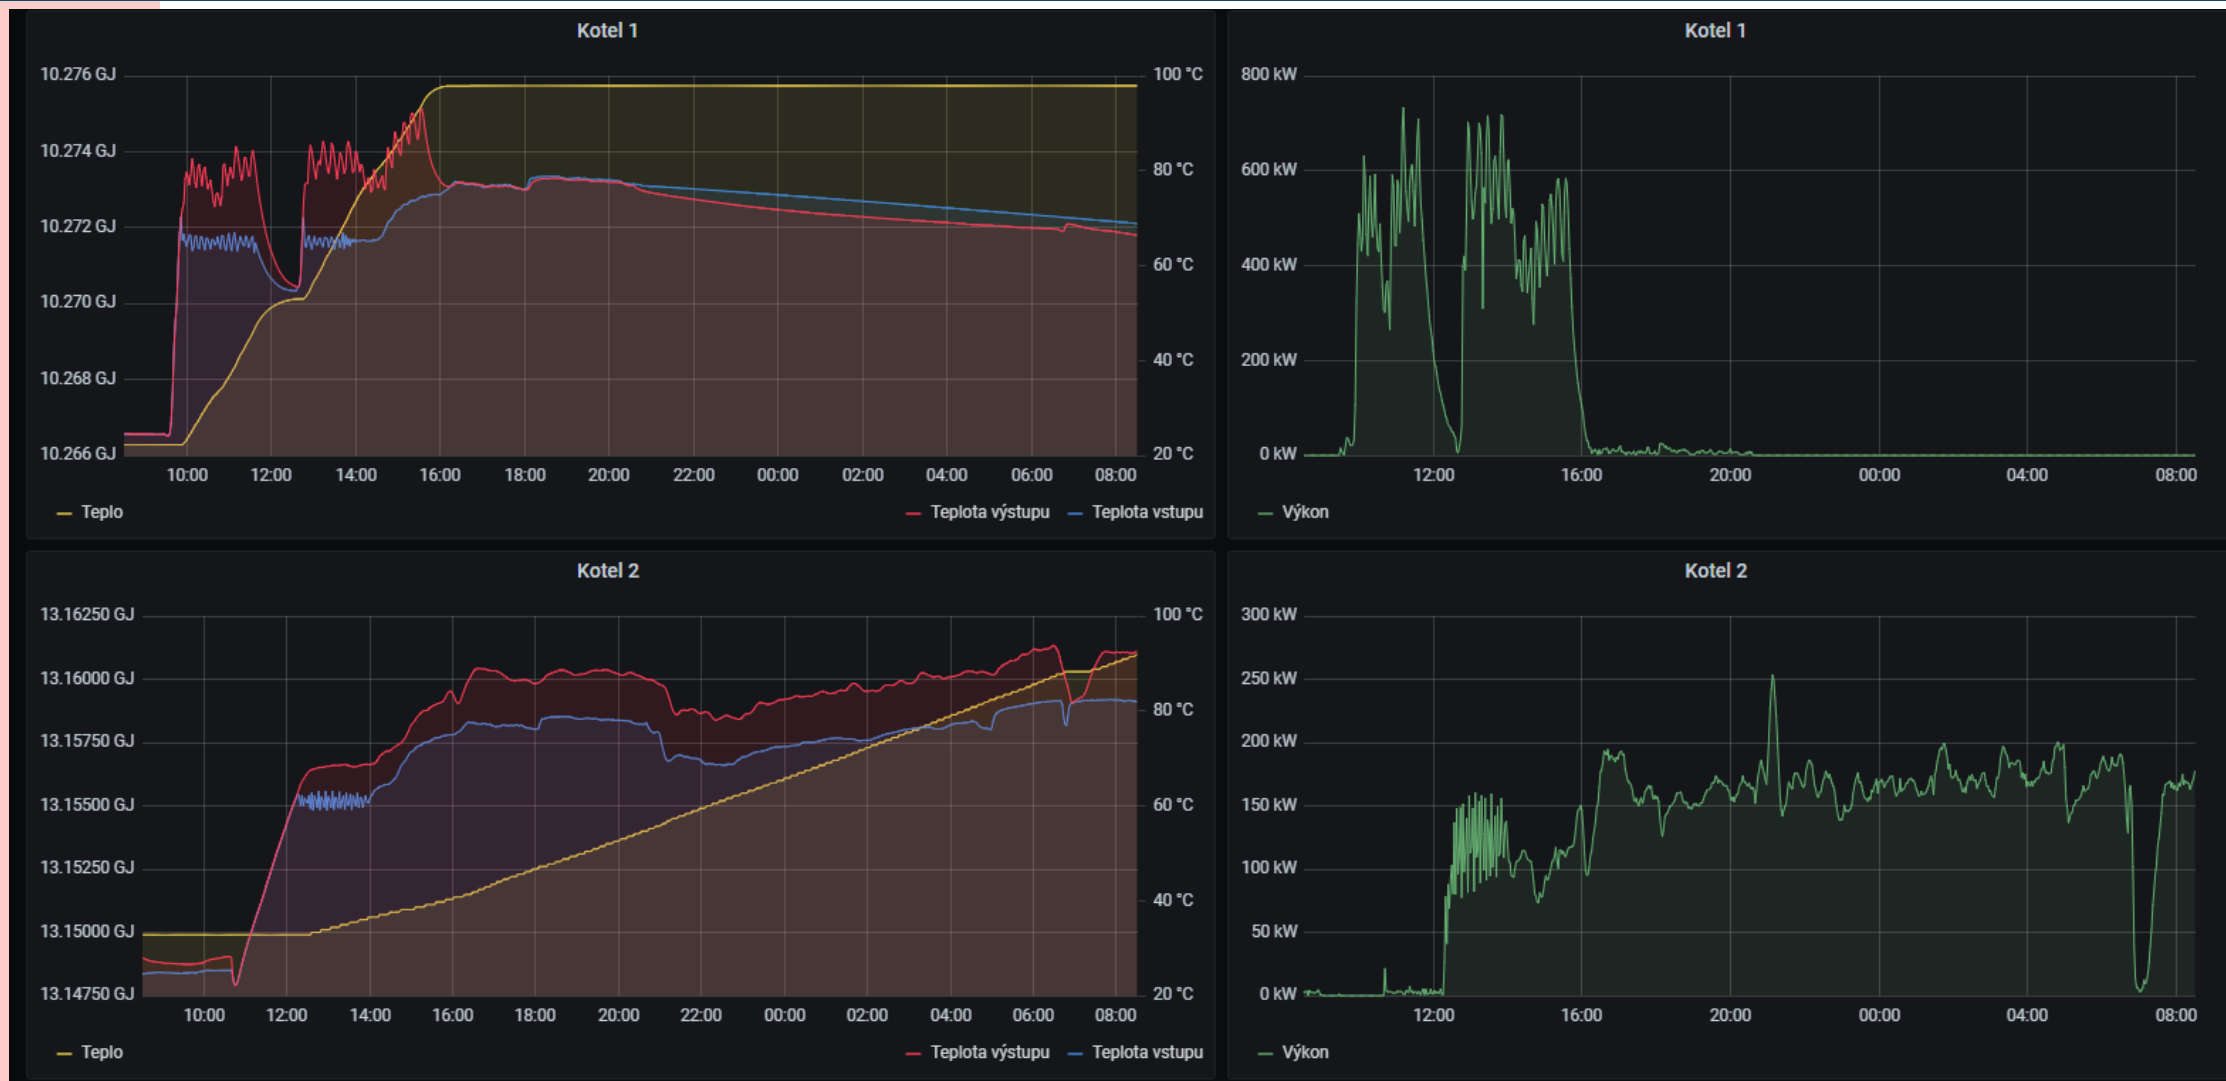 Kotel 1
10.276 GJ
10.274 GJ
10.272 GJ
10.270 GJ
10.268 GJ
10.266 GJ
100 °C
80 °C
60 °C
40 °C
20 °C
10:00 12:00 14:00 16:00 18:00 20:00 22:00 00:00 02:00 04:00 06:00 08:00
Teplo Teplota výstupu Teplota vstupu
Kotel 1
800 kW
600 kW
400 kW
200 kW
0 kW
12:00 16:00 20:00 00:00 04:00 08:00
Výkon
Kotel 2
13.16250 GJ
13.16000 GJ
13.15750 GJ
13.15500 GJ
13.15250 GJ
13.15000 GJ
13.14750 GJ
100 °C
80 °C
60 °C
40 °C
20 °C
10:00 12:00 14:00 16:00 18:00 20:00 22:00 00:00 02:00 04:00 06:00 08:00
Teplo Teplota výstupu Teplota vstupu
Kotel 2
300 kW
250 kW
200 kW
150 kW
100 kW
50 kW
0 kW
12:00 16:00 20:00 00:00 04:00 08:00
Výkon